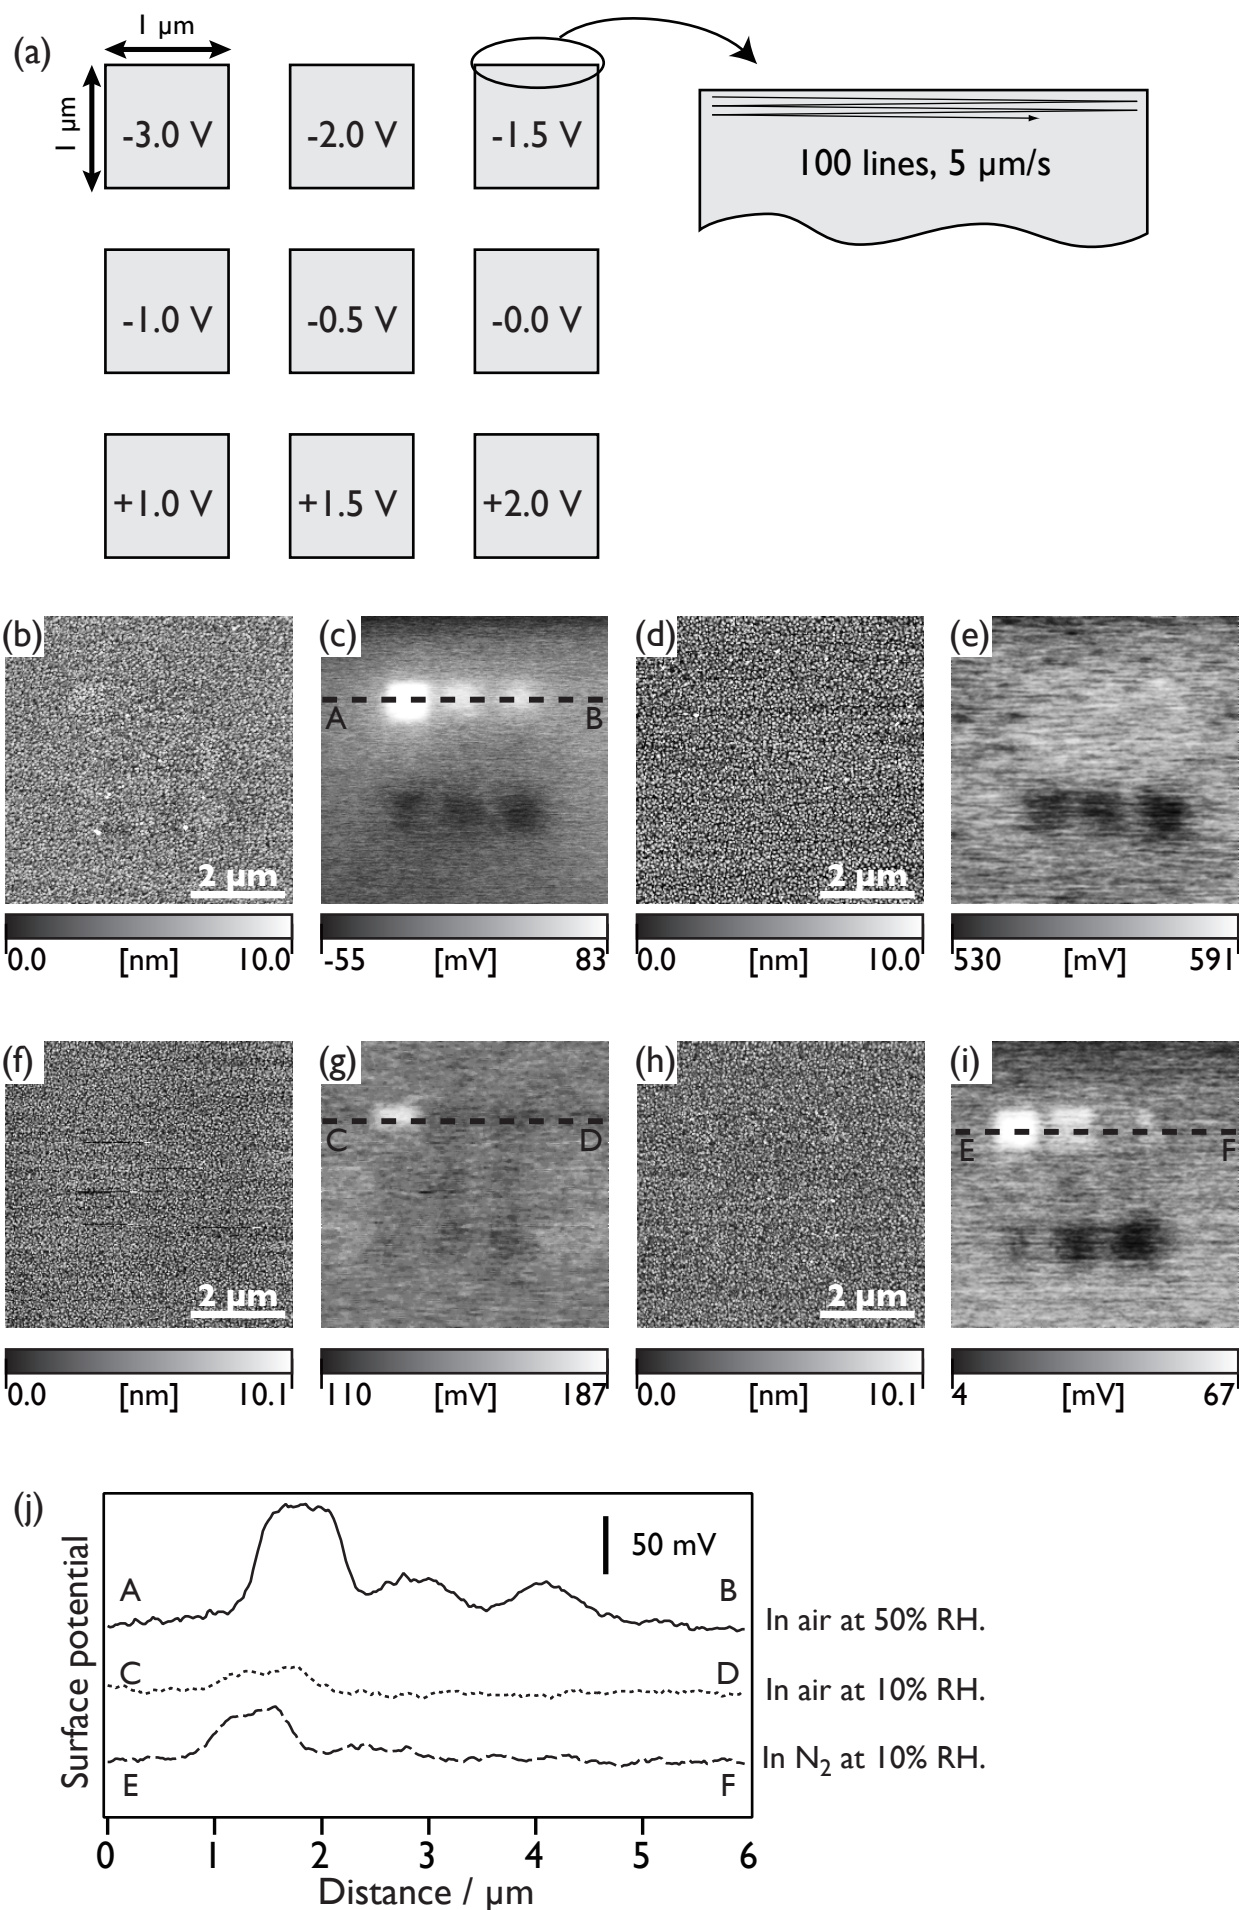 (a)
1 µm
1 µm
-3.0 V
-2.0 V
-1.5 V
100 lines, 5 µm/s
-1.0 V
-0.5 V
-0.0 V
+1.0 V
+1.5 V
+2.0 V
(b)
2 µm
0.0 [nm] 10.0
(c)
A B
-55 [mV] 83
(d)
2 µm
0.0 [nm] 10.0
(e)
530 [mV] 591
(f)
2 µm
0.0 [nm] 10.1
(g)
C D
110 [mV] 187
(h)
2 µm
0.0 [nm] 10.1
(i)
E F
4 [mV] 67
(j)
Surface potential
50 mV
A B
In air at 50% RH.
C D
In air at 10% RH.
In N2 at 10% RH.
E F
0 1 2 3 4 5 6
Distance / µm